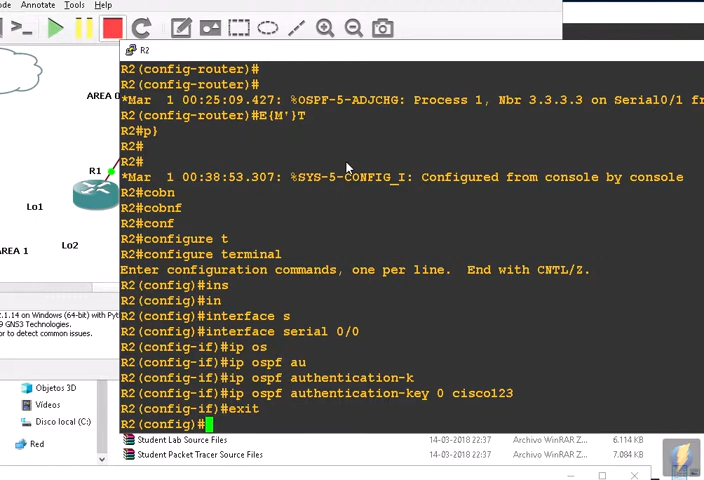 ode Annotate Tools Help
R2
R2(config-router)#
R2(config-router)#
*Mar  1 00:25:09.427: %OSPF-5-ADJCHG: Process 1, Nbr 3.3.3.3 on Serial0/1 fr
R2(config-router)#E{M'}T
R2#p}
R2#
R2#
*Mar  1 00:38:53.307: %SYS-5-CONFIG_I: Configured from console by console
R2#cobn
R2#cobnf
R2#conf
R2#configure t
R2#configure terminal
Enter configuration commands, one per line.  End with CNTL/Z.
R2(config)#ins
R2(config)#in
R2(config)#interface s
R2(config)#interface serial 0/0
R2(config-if)#ip os
R2(config-if)#ip ospf au
R2(config-if)#ip ospf authentication-k
R2(config-if)#ip ospf authentication-key 0 cisco123
R2(config-if)#exit
R2(config)#
AREA 0
R1
Lo1
AREA 1
Lo2
2.1.14 on Windows (64-bit) with Py
9 GNS3 Technologies.
or to detect common issues.
Objetos 3D
Vídeos
Disco local (C:)
Red
Student Lab Source Files 14-03-2018 22:37 Archivo WinRAR Z... 6.114 KB
Student Packet Tracer Source Files 14-03-2018 22:37 Archivo WinRAR Z... 7.084 KB